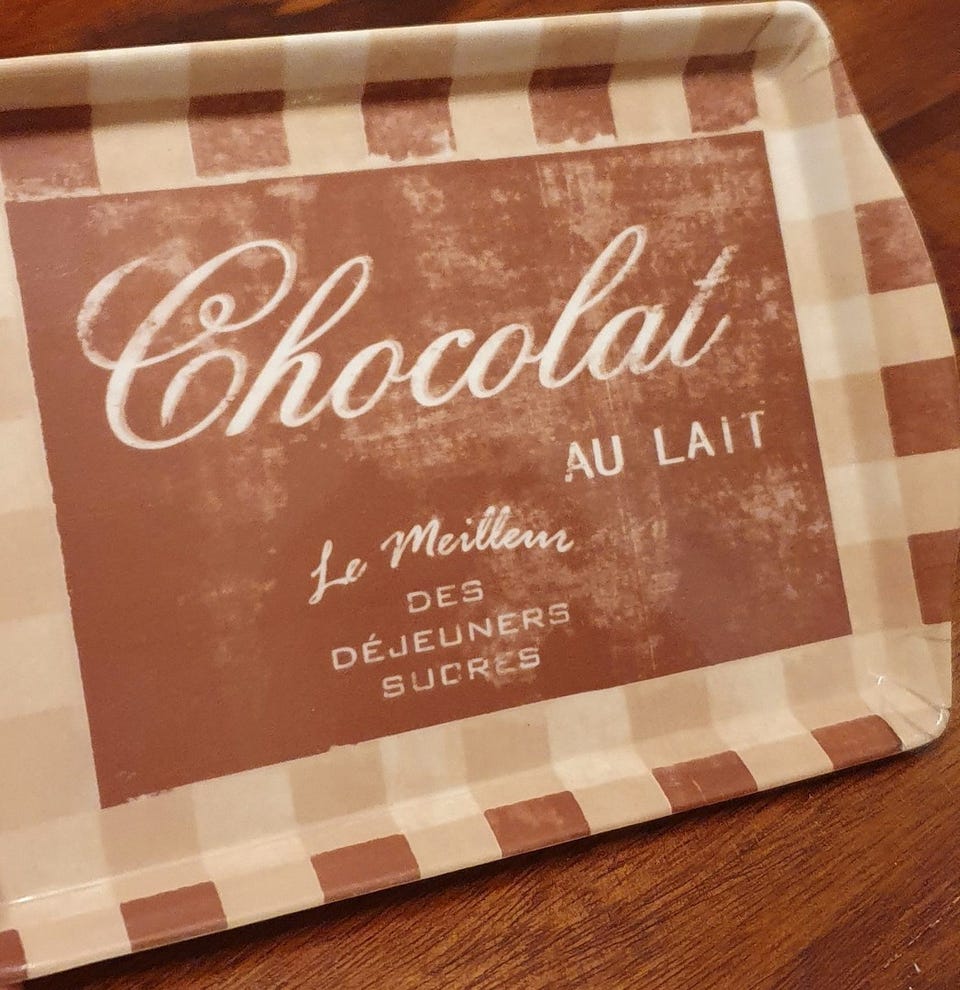 Chocolat
AU LAIT
Le Meilleur
DES
DÉJEUNERS
SUCRES